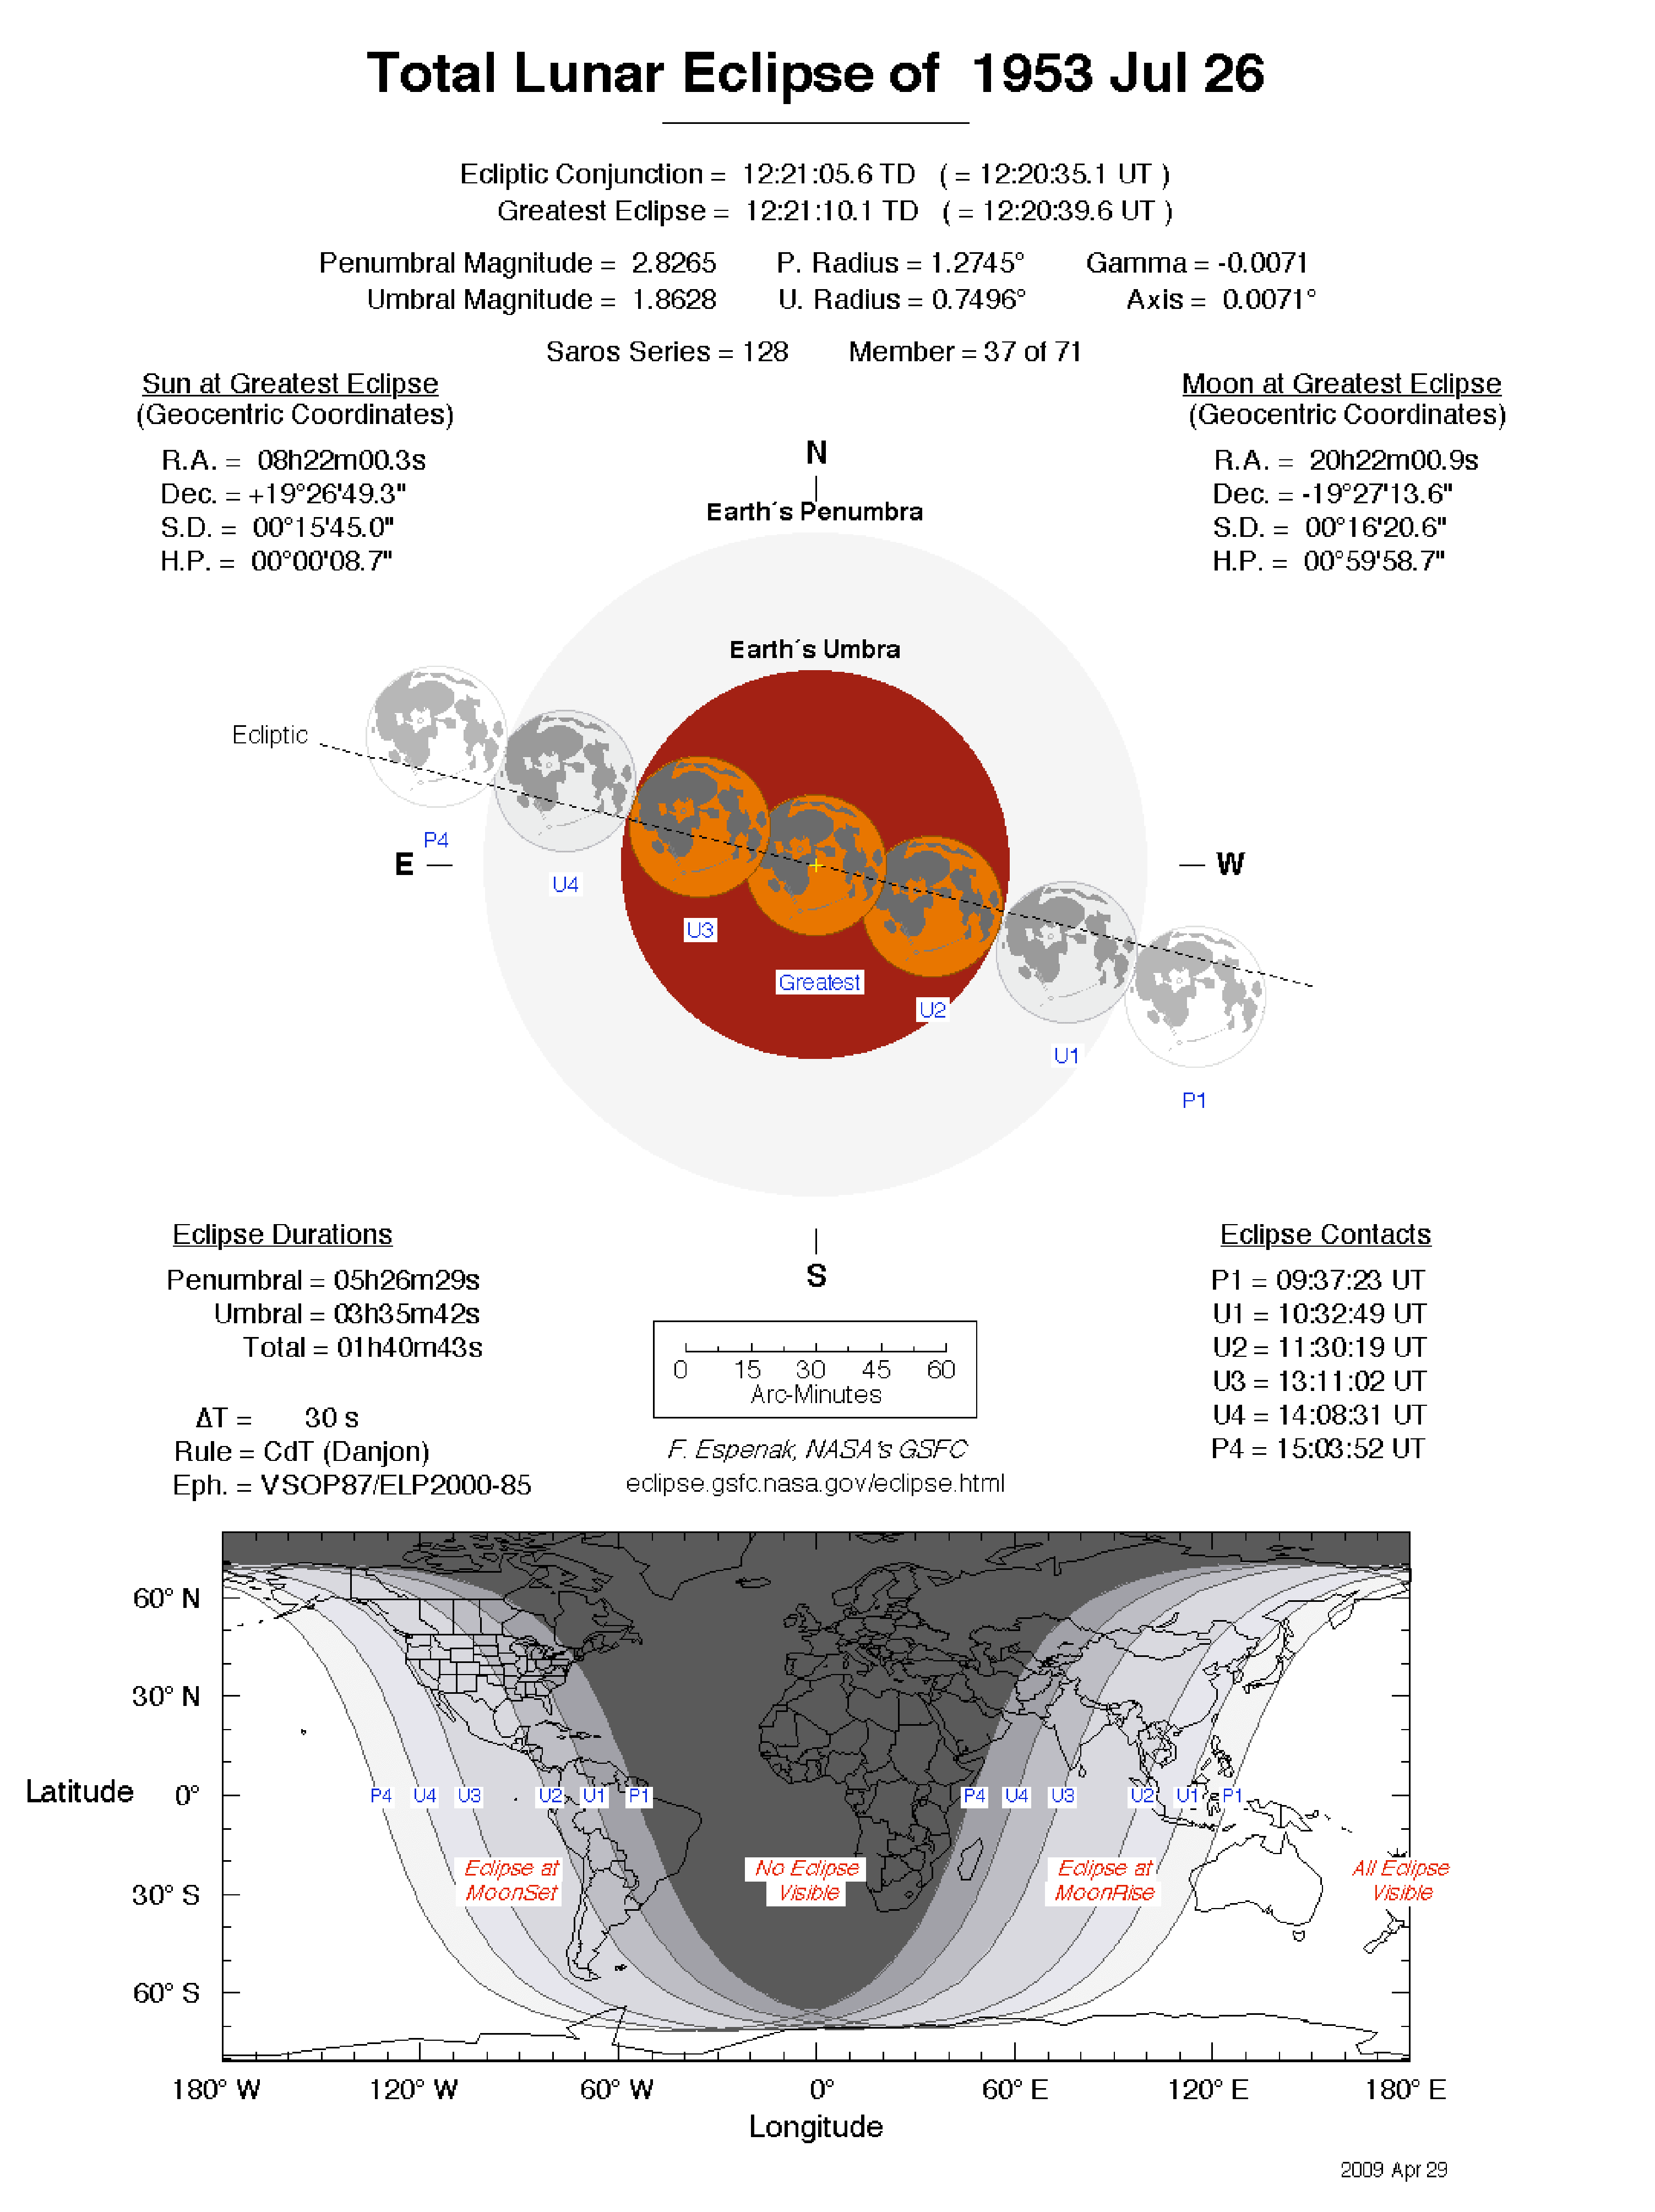 Total Lunar Eclipse of 1953 Jul 26
Ecliptic Conjunction = 12:21:05.6 TD ( = 12:20:35.1 UT )
Greatest Eclipse = 12:21:10.1 TD ( = 12:20:39.6 UT )
Penumbral Magnitude = 2.8265 P. Radius = 1.2745° Gamma = -0.0071
Umbral Magnitude = 1.8628 U. Radius = 0.7496° Axis = 0.0071°
Saros Series = 128 Member = 37 of 71
Sun at Greatest Eclipse
(Geocentric Coordinates)
R.A. = 08h22m00.3s
Dec. = +19°26'49.3"
S.D. = 00°15'45.0"
H.P. = 00°00'08.7"
Moon at Greatest Eclipse
(Geocentric Coordinates)
R.A. = 20h22m00.9s
Dec. = -19°27'13.6"
S.D. = 00°16'20.6"
H.P. = 00°59'58.7"
N
Earth´s Penumbra
Earth´s Umbra
Ecliptic
P4
E
W
U4
U3
Greatest
U2
U1
P1
S
Eclipse Durations
Penumbral = 05h26m29s
Umbral = 03h35m42s
Total = 01h40m43s
ΔT = 30 s
Rule = CdT (Danjon)
Eph. = VSOP87/ELP2000-85
0 15 30 45 60
Arc-Minutes
F. Espenak, NASA's GSFC
eclipse.gsfc.nasa.gov/eclipse.html
Eclipse Contacts
P1 = 09:37:23 UT
U1 = 10:32:49 UT
U2 = 11:30:19 UT
U3 = 13:11:02 UT
U4 = 14:08:31 UT
P4 = 15:03:52 UT
60° N
30° N
Latitude 0°
30° S
60° S
P4 U4 U3 U2 U1 P1 P4 U4 U3 U2 U1 P1
Eclipse at
MoonSet
No Eclipse
Visible
Eclipse at
MoonRise
All Eclipse
Visible
180° W 120° W 60° W 0° 60° E 120° E 180° E
Longitude
2009 Apr 29